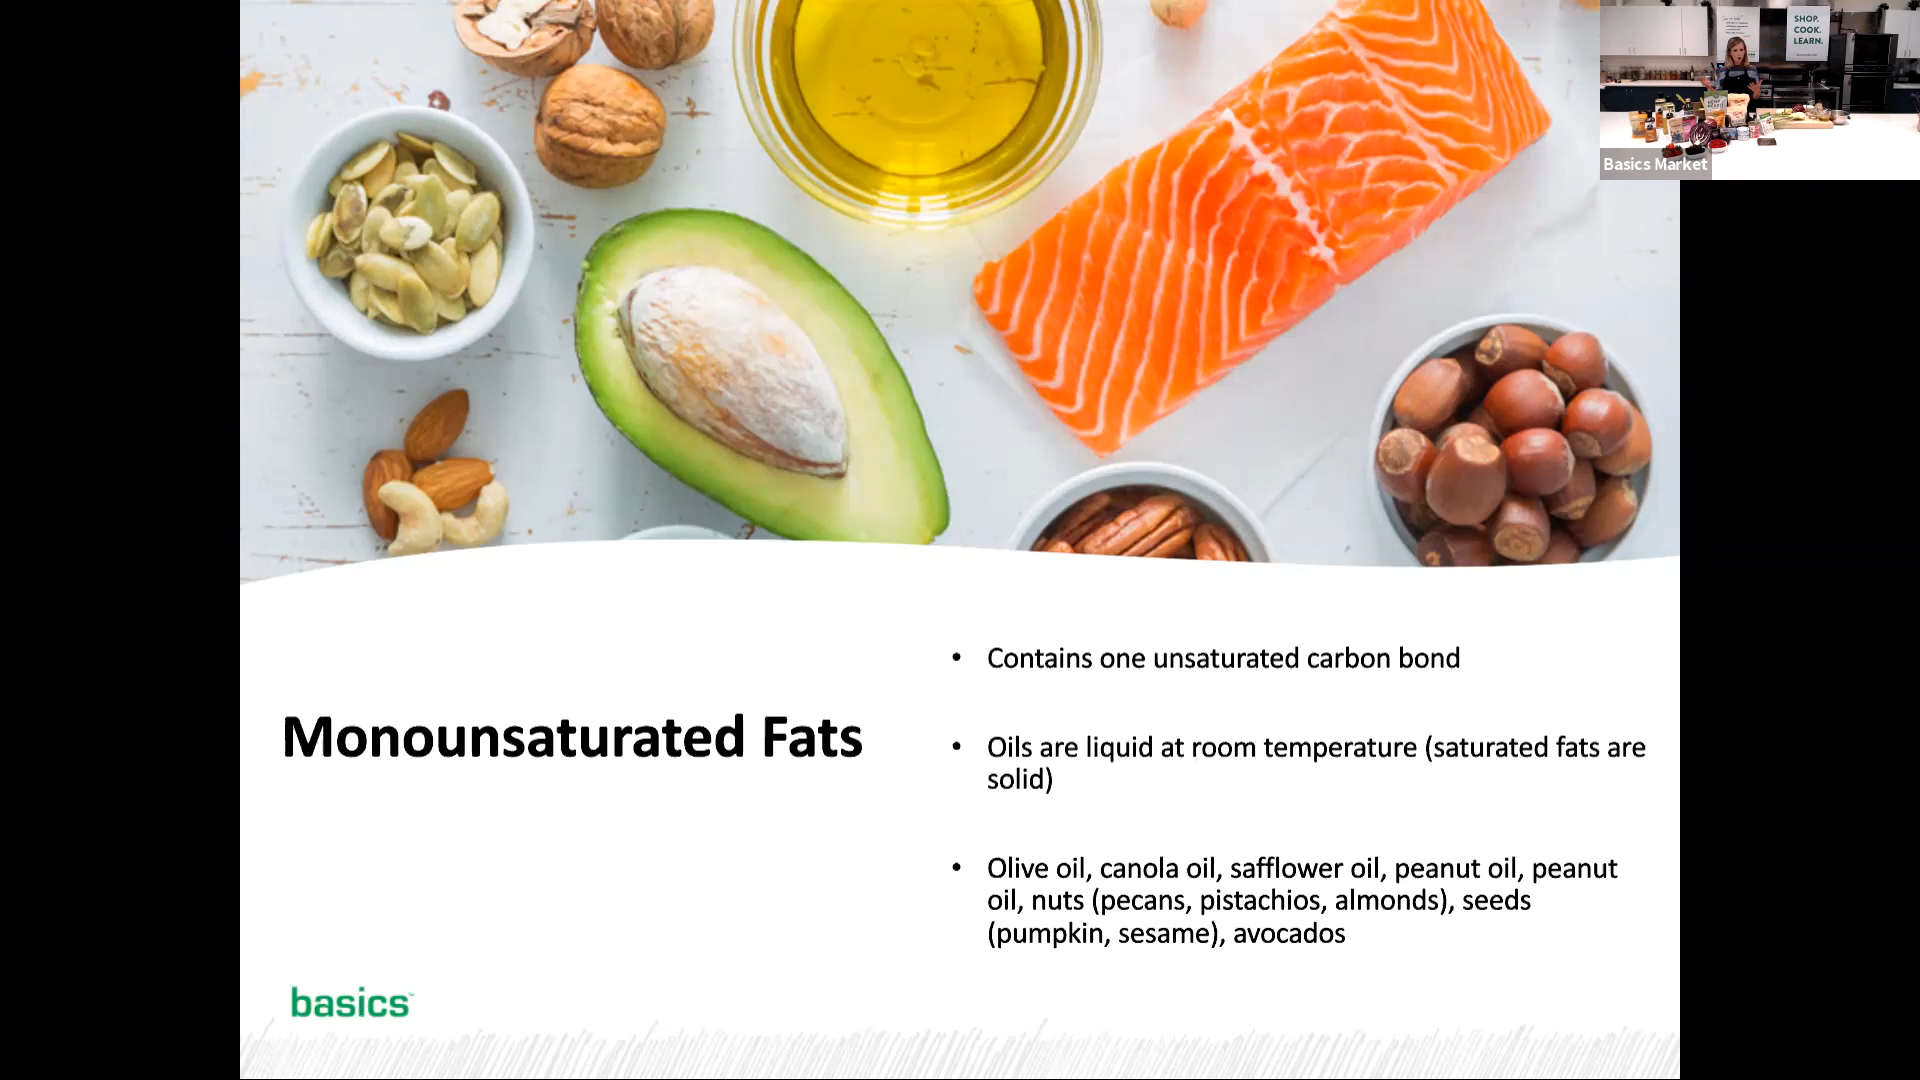 SHOP.
COOK.
LEARN.
Basics Market
Monounsaturated Fats
• Contains one unsaturated carbon bond
• Oils are liquid at room temperature (saturated fats are
solid)
• Olive oil, canola oil, safflower oil, peanut oil, peanut
oil, nuts (pecans, pistachios, almonds), seeds
(pumpkin, sesame), avocados
basics